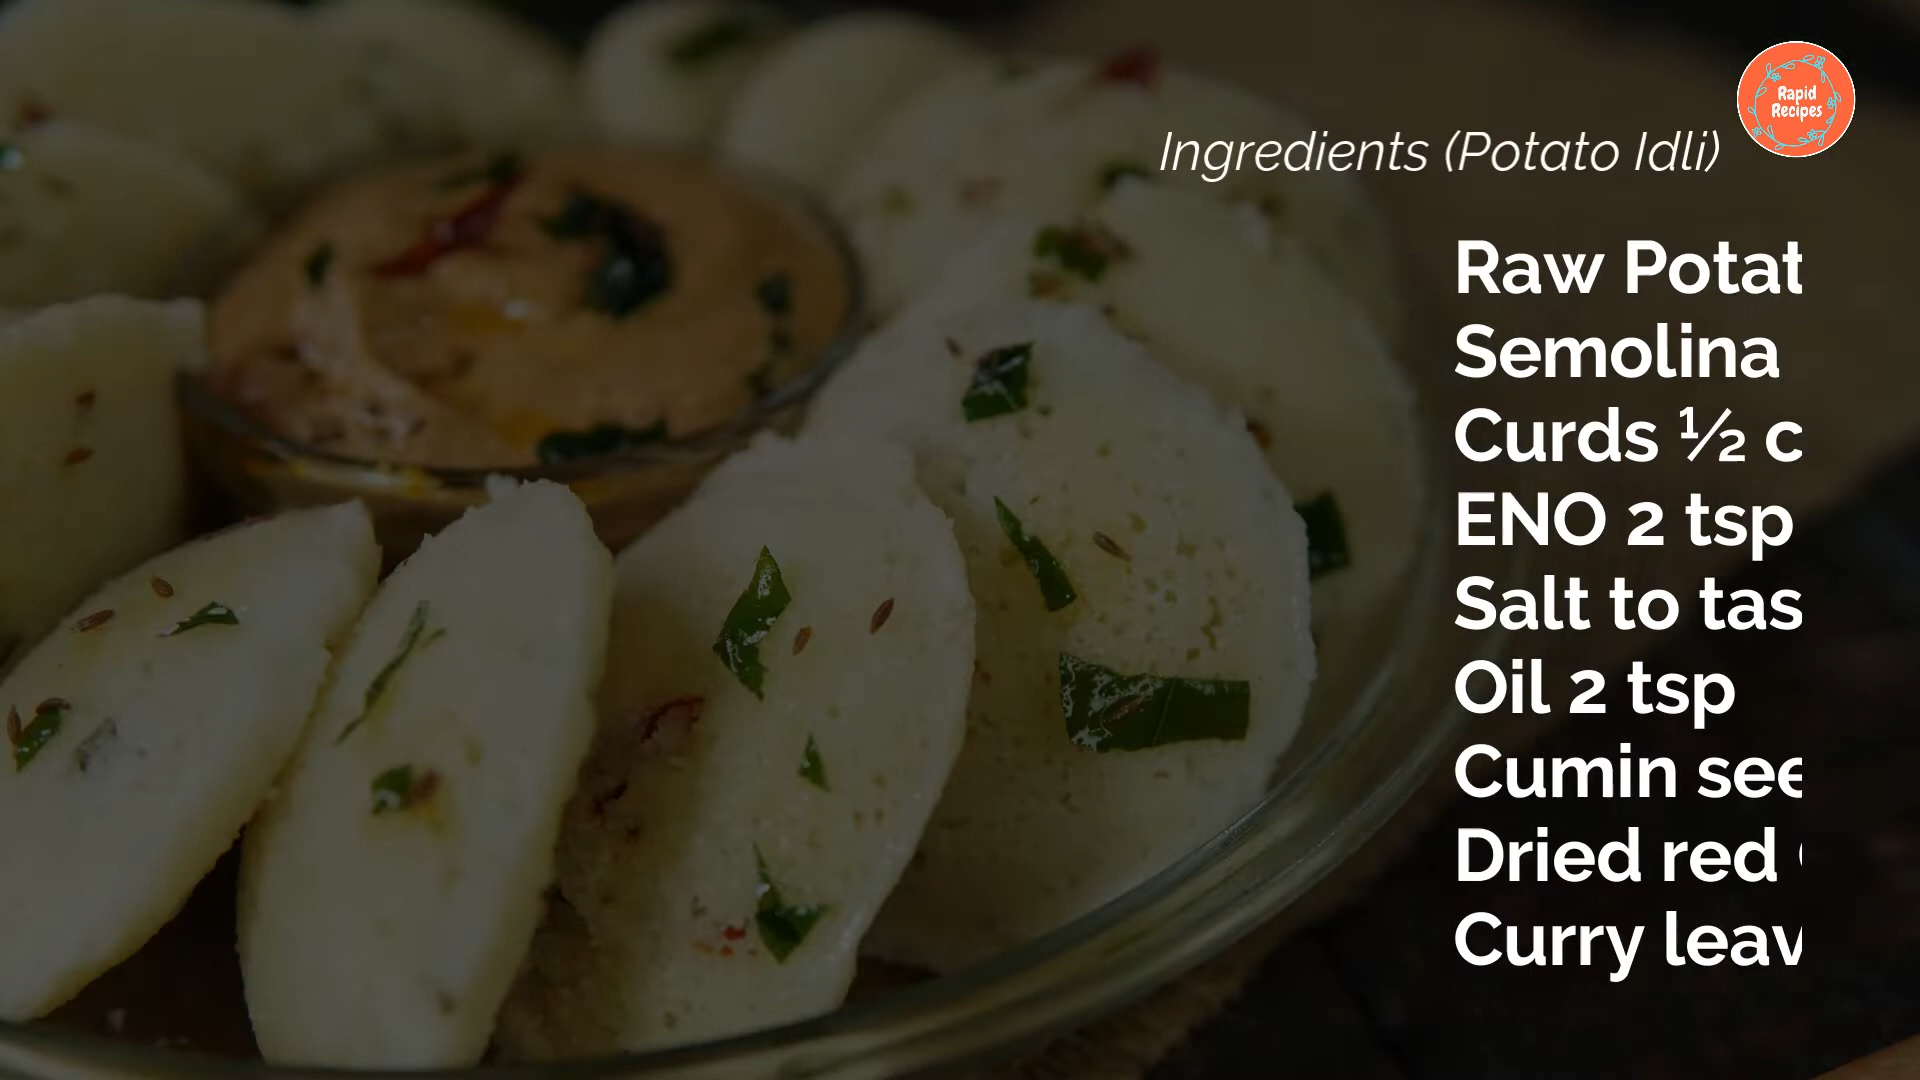 Rapid
Recipes
Ingredients (Potato Idli)
Raw Potat
Semolina
Curds ½ c
ENO 2 tsp
Salt to tas
Oil 2 tsp
Cumin see
Dried red
Curry leav